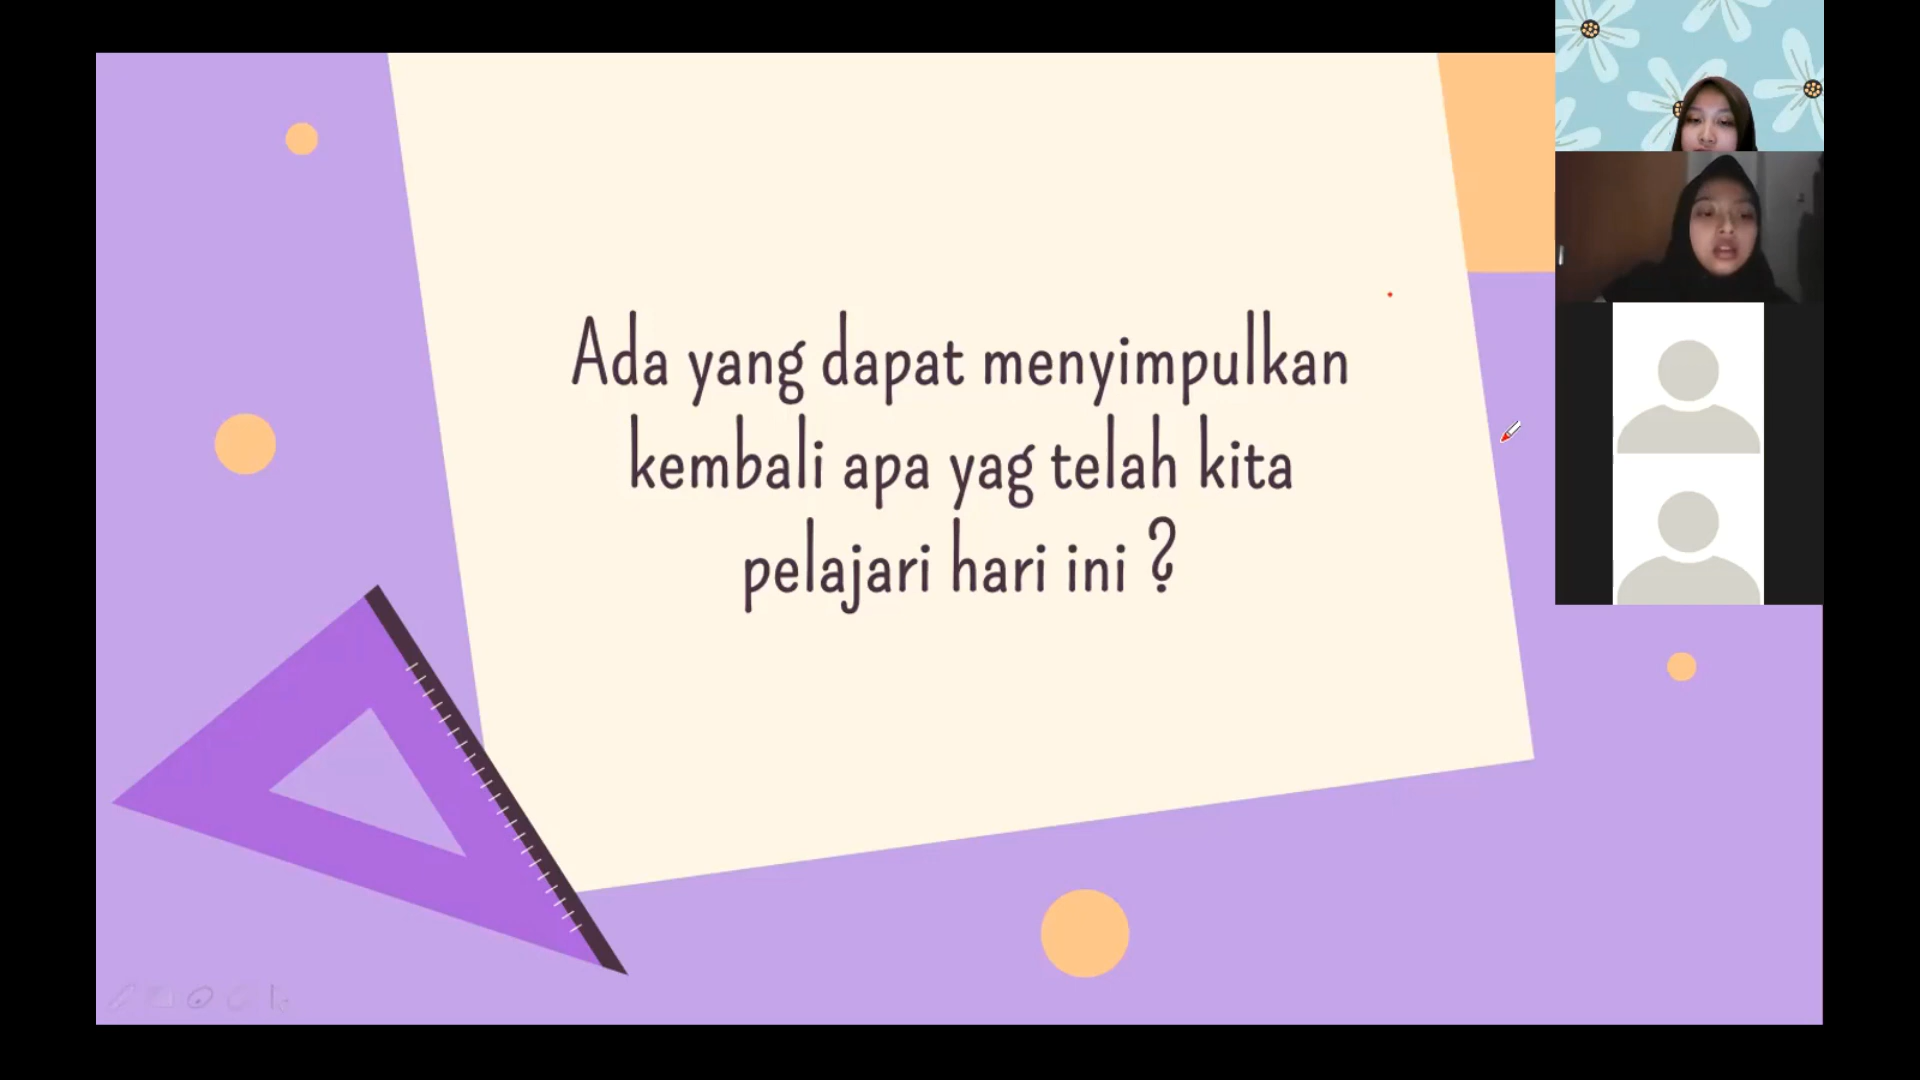 Ada yang dapat menyimpulkan
kembali apa yag telah kita
pelajari hari ini ?